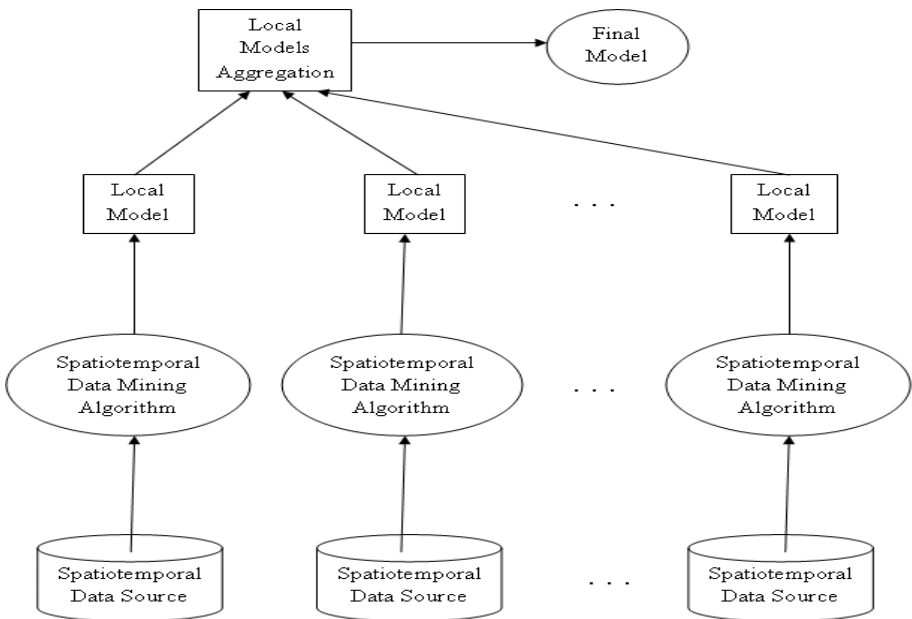 Local
Models
Aggregation
Final
Model
Local
Model
Local
Model
. . .
Local
Model
Spatiotemporal
Data Mining
Algorithm
Spatiotemporal
Data Mining
Algorithm
. . .
Spatiotemporal
Data Mining
Algorithm
Spatiotemporal
Data Source
Spatiotemporal
Data Source
. . .
Spatiotemporal
Data Source